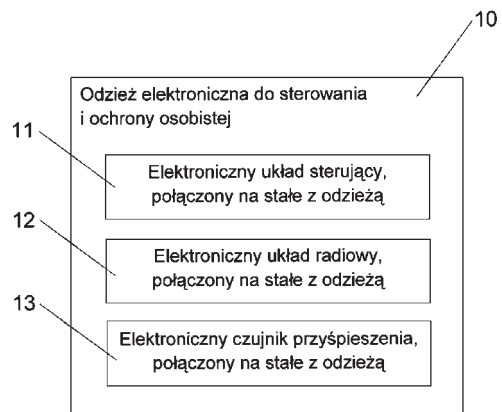 10
Odzież elektroniczna do sterowania
i ochrony osobistej
11
Elektroniczny układ sterujący,
połączony na stałe z odzieżą
12
Elektroniczny układ radiowy,
połączony na stałe z odzieżą
13
Elektroniczny czujnik przyśpieszenia,
połączony na stałe z odzieżą